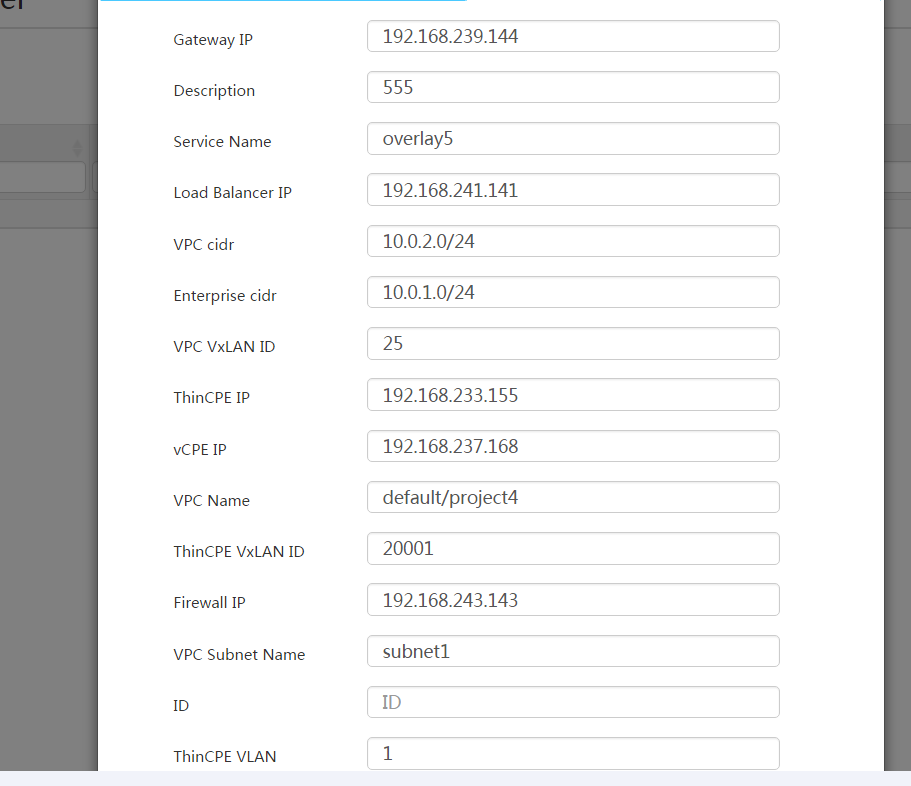 Gateway IP 192.168.239.144
Description 555
Service Name overlay5
Load Balancer IP 192.168.241.141
VPC cidr 10.0.2.0/24
Enterprise cidr 10.0.1.0/24
VPC VxLAN ID 25
ThinCPE IP 192.168.233.155
vCPE IP 192.168.237.168
VPC Name default/project4
ThinCPE VxLAN ID 20001
Firewall IP 192.168.243.143
VPC Subnet Name subnet1
ID ID
ThinCPE VLAN 1